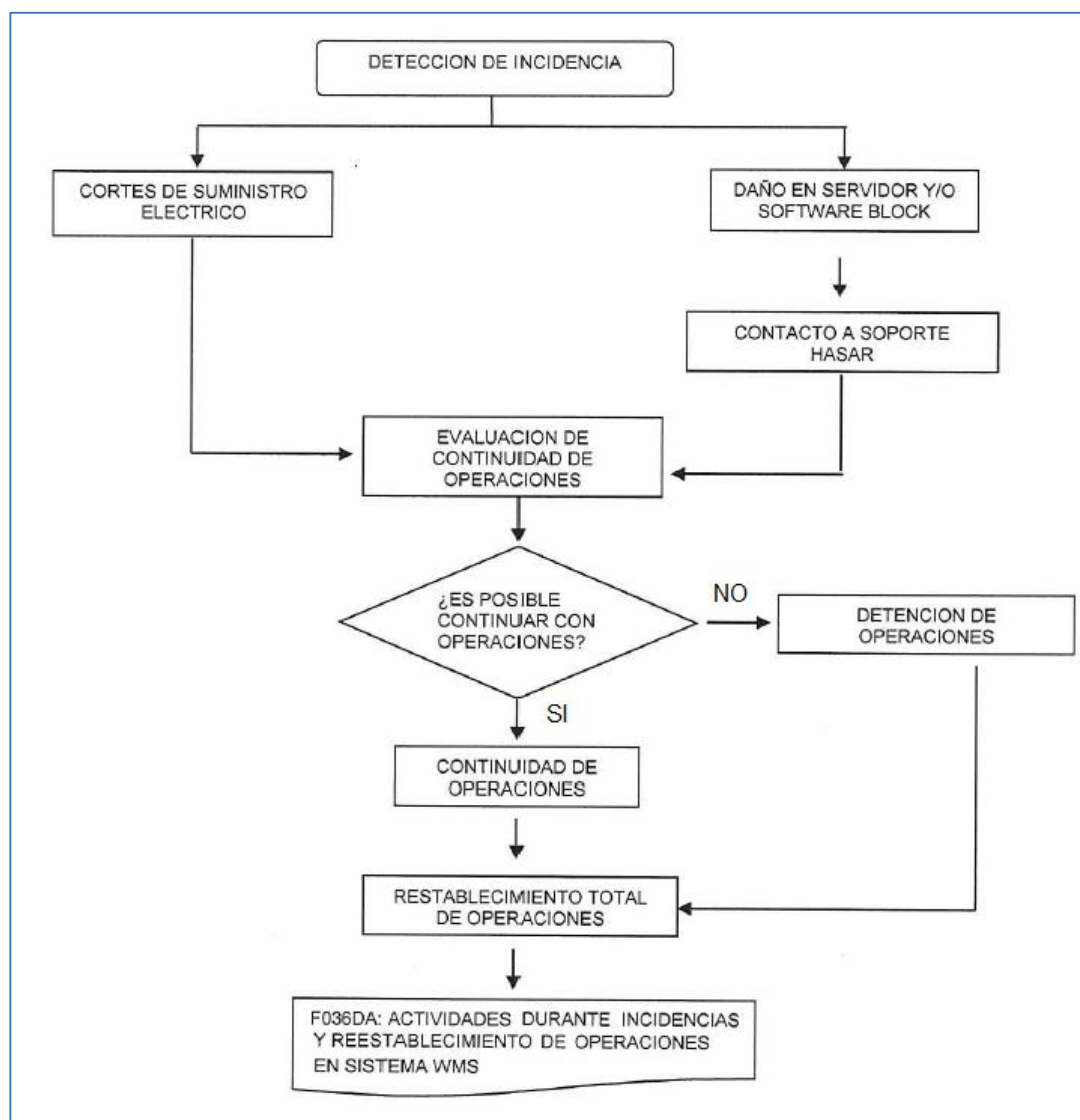 DETECCION DE INCIDENCIA
CORTES DE SUMINISTRO
ELECTRICO
DAÑO EN SERVIDOR Y/O
SOFTWARE BLOCK
CONTACTO A SOPORTE
HASAR
EVALUACION DE
CONTINUIDAD DE
OPERACIONES
¿ES POSIBLE
CONTINUAR CON
OPERACIONES?
NO
DETENCION DE
OPERACIONES
SI
CONTINUIDAD DE
OPERACIONES
RESTABLECIMIENTO TOTAL
DE OPERACIONES
F036DA: ACTIVIDADES DURANTE INCIDENCIAS
Y REESTABLECIMIENTO DE OPERACIONES
EN SISTEMA WMS